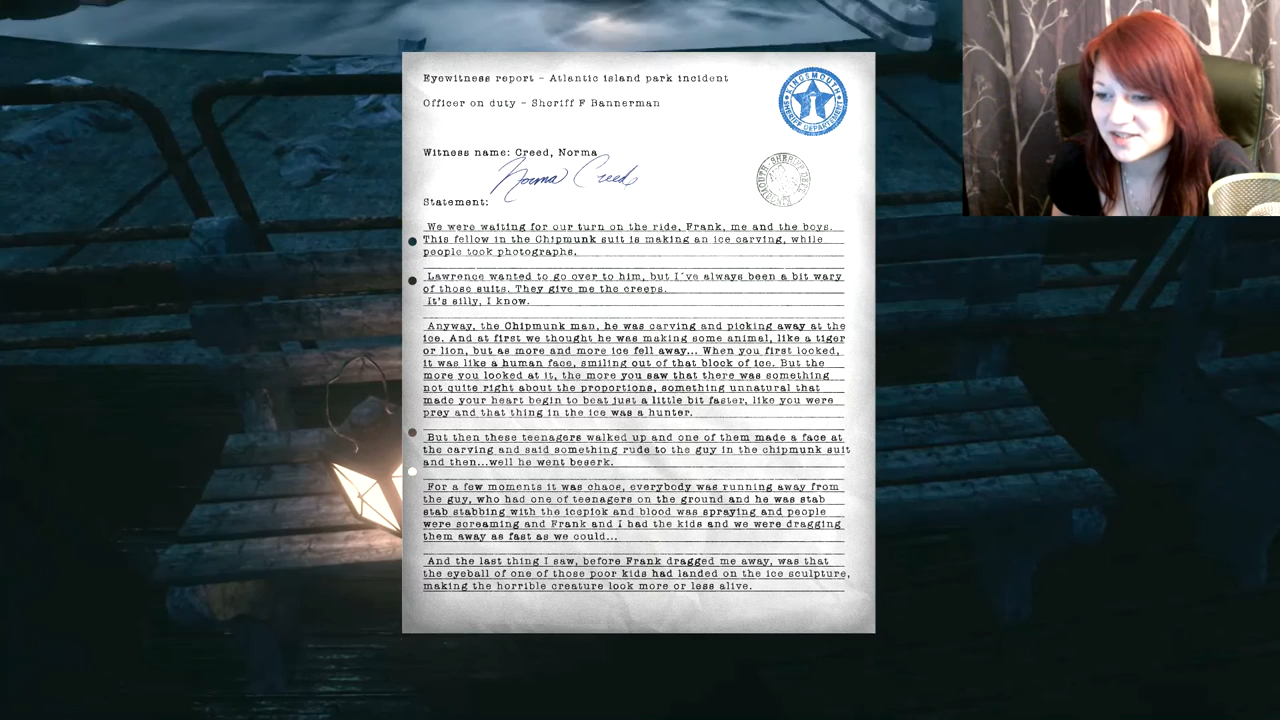 Eyewitness report - Atlantic island park incident
Officer on duty - Sheriff F Bannerman
KINGSMOUTH
SHERIFF DEPARTEMENT
Witness name: Creed, Norma
Norma Creed
Statement:
We were waiting for our turn on the ride, Frank, me and the boys.
This fellow in the Chipmunk suit is making an ice carving, while
people took photographs.
Lawrence wanted to go over to him, but I´ve always been a bit wary
of those suits. They give me the creeps.
It's silly, I know.
Anyway, the Chipmunk man, he was carving and picking away at the
ice. And at first we thought he was making some animal, like a tiger
or lion, but as more and more ice fell away... When you first looked,
it was like a human face, smiling out of that block of ice. But the
more you looked at it, the more you saw that there was something
not quite right about the proportions, something unnatural that
made your heart begin to beat just a little bit faster, like you were
prey and that thing in the ice was a hunter.
But then these teenagers walked up and one of them made a face at
the carving and said something rude to the guy in the chipmunk suit
and then...well he went beserk.
For a few moments it was chaos, everybody was running away from
the guy, who had one of teenagers on the ground and he was stab
stab stabbing with the icepick and blood was spraying and people
were screaming and Frank and I had the kids and we were dragging
them away as fast as we could...
And the last thing I saw, before Frank dragged me away, was that
the eyeball of one of those poor kids had landed on the ice sculpture,
making the horrible creature look more or less alive.